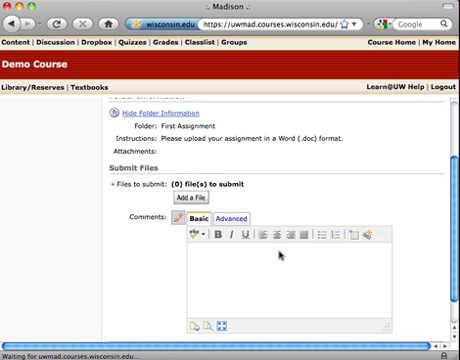 :. Madison :.
wisconsin.edu https://uwmad.courses.wisconsin.edu/ Google
Content | Discussion | Dropbox | Quizzes | Grades | Classlist | Groups Course Home | My Home
Demo Course
Library/Reserves | Textbooks Learn@UW Help | Logout
Folder Information
Hide Folder Information
Folder: First Assignment
Instructions: Please upload your assignment in a Word (.doc) format.
Attachments:
Submit Files
* Files to submit: (0) file(s) to submit
Add a File
Comments: Basic Advanced
B I U
Waiting for uwmad.courses.wisconsin.edu...